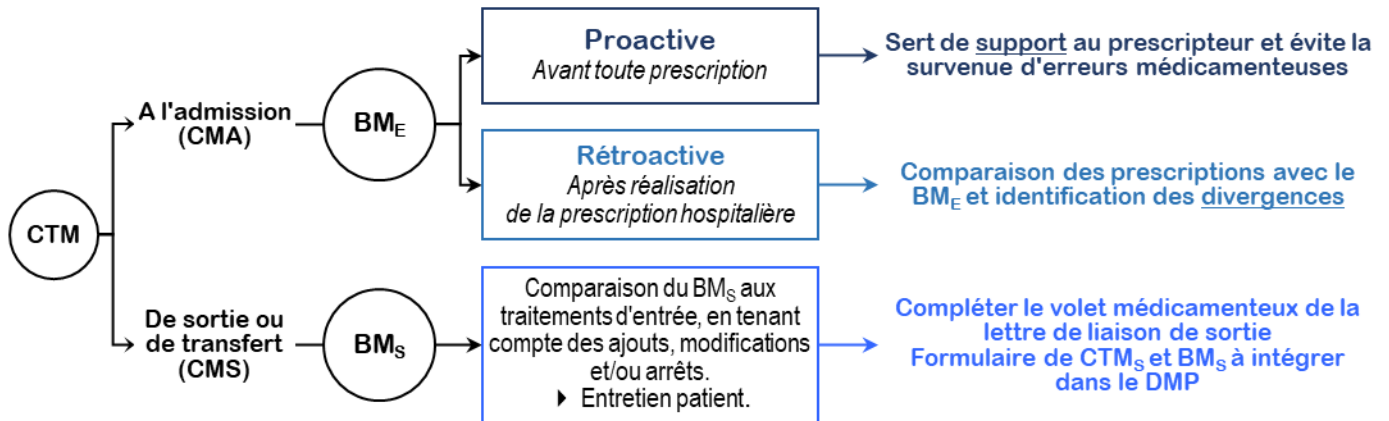 CTM
A l'admission
(CMA)
BME
Proactive
Avant toute prescription
Sert de support au prescripteur et évite la
survenue d'erreurs médicamenteuses
Rétroactive
Après réalisation
de la prescription hospitalière
Comparaison des prescriptions avec le
BME et identification des divergences
De sortie ou
de transfert
(CMS)
BMS
Comparaison du BMS aux
traitements d'entrée, en tenant
compte des ajouts, modifications
et/ou arrêts.
Entretien patient.
Compléter le volet médicamenteux de la
lettre de liaison de sortie
Formulaire de CTMS et BMS à intégrer
dans le DMP